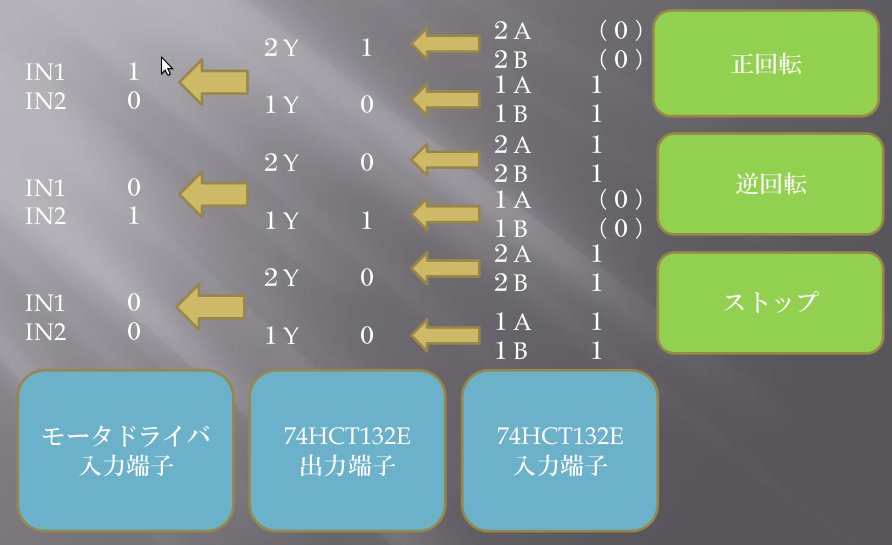 IN1 1
IN2 0
2Y 1
1Y 0
2A (0)
2B (0)
1A 1
1B 1
正回転
IN1 0
IN2 1
2Y 0
1Y 1
2A 1
2B 1
1A (0)
1B (0)
逆回転
IN1 0
IN2 0
2Y 0
1Y 0
2A 1
2B 1
1A 1
1B 1
ストップ
モータドライバ
入力端子
74HCT132E
出力端子
74HCT132E
入力端子